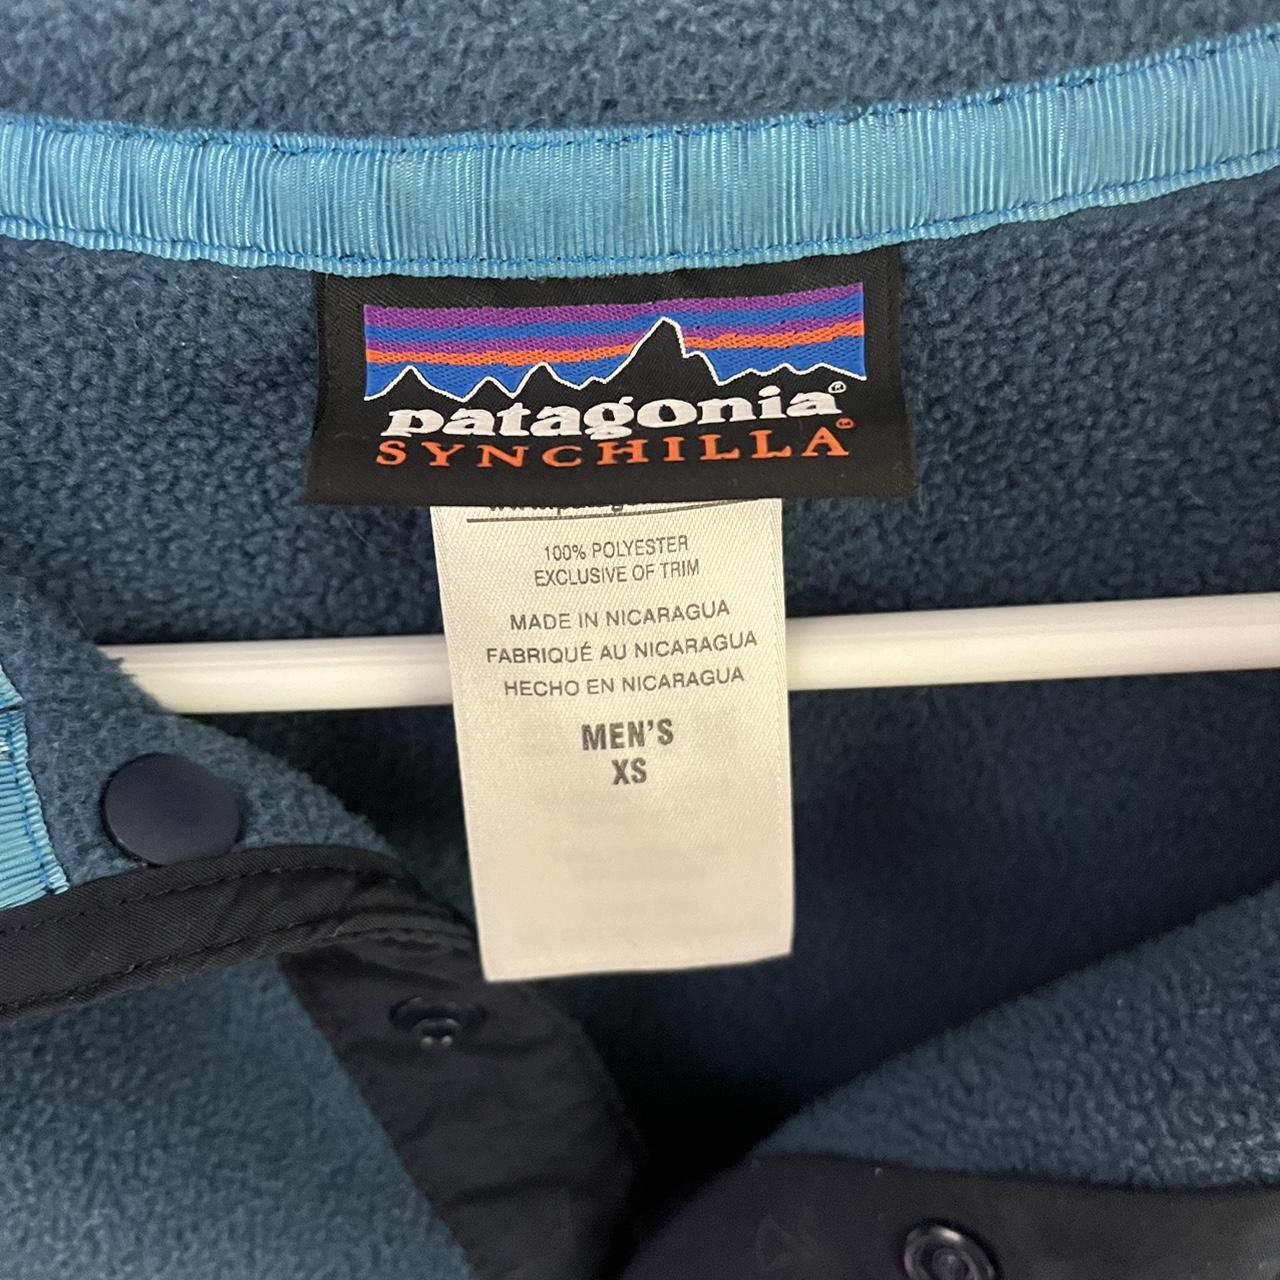 patagonia®
SYNCHILLA®
100% POLYESTER
EXCLUSIVE OF TRIM
MADE IN NICARAGUA
FABRIQUÉ AU NICARAGUA
HECHO EN NICARAGUA
MEN'S
XS